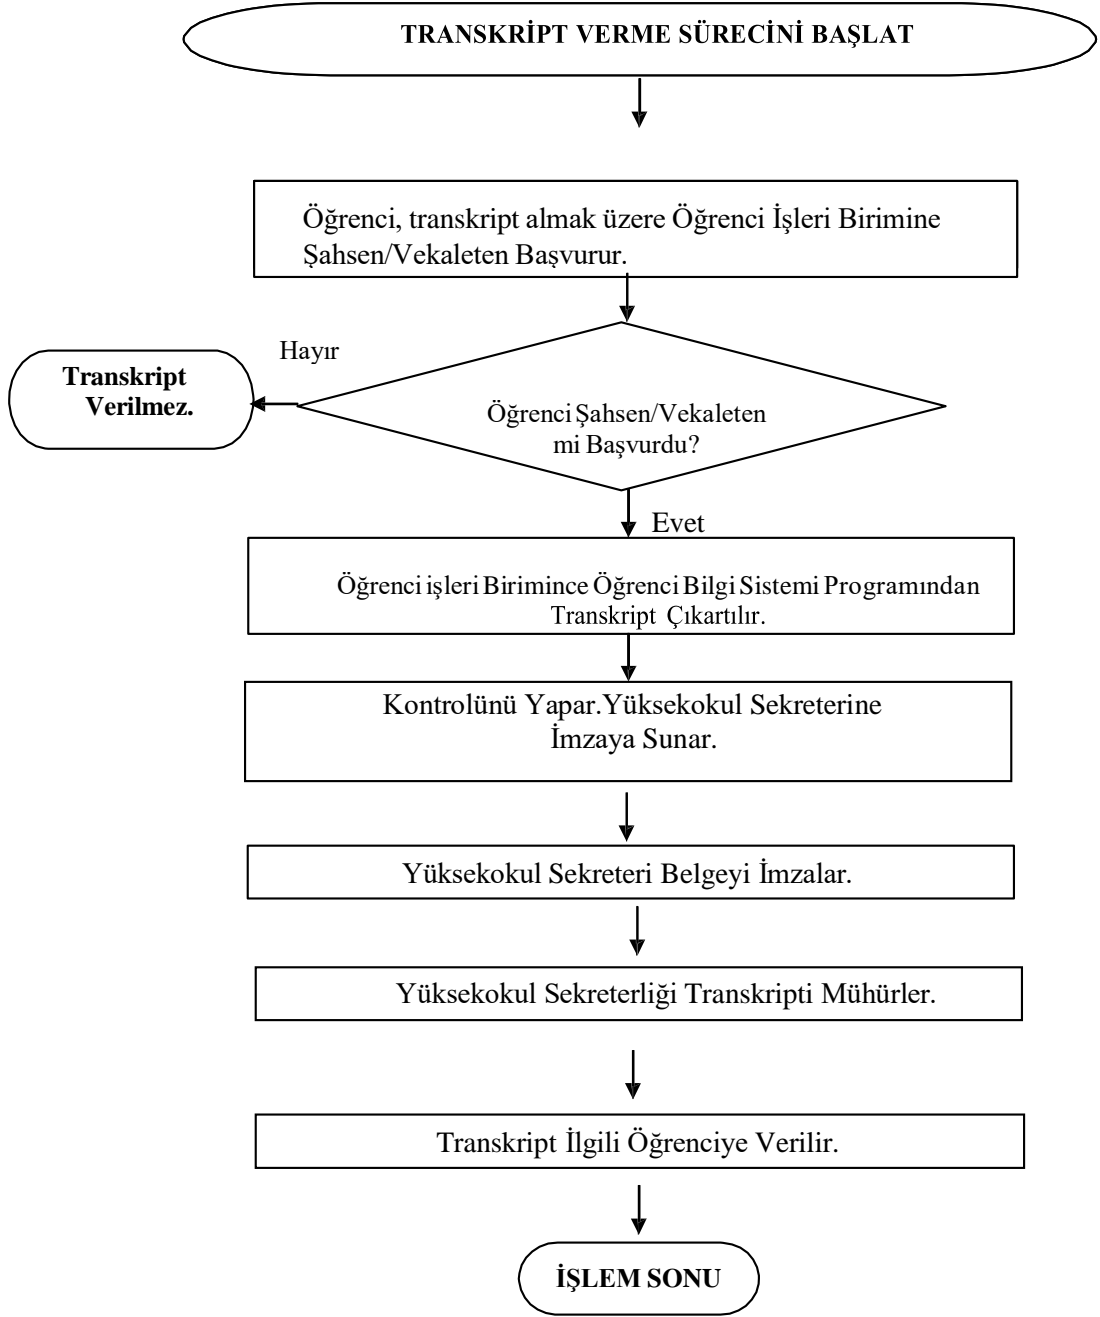 TRANSKRİPT VERME SÜRECİNİ BAŞLAT
Öğrenci, transkript almak üzere Öğrenci İşleri Birimine
Şahsen/Vekaleten Başvurur.
Hayır
Transkript
Verilmez.
Öğrenci Şahsen/Vekaleten
mi Başvurdu?
Evet
Öğrenci işleri Birimince Öğrenci Bilgi Sistemi Programından
Transkript Çıkartılır.
Kontrolünü Yapar.Yüksekokul Sekreterine
İmzaya Sunar.
Yüksekokul Sekreteri Belgeyi İmzalar.
Yüksekokul Sekreterliği Transkripti Mühürler.
Transkript İlgili Öğrenciye Verilir.
İŞLEM SONU